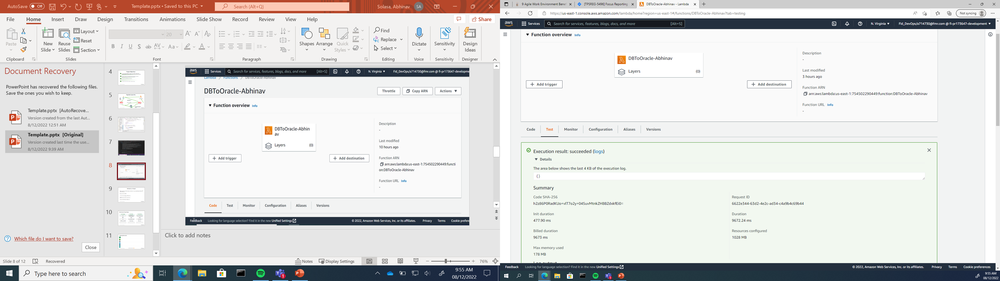 AutoSave Off
Template.pptx • Saved to this PC
Search (Alt+Q)
Solasa, Abhinav SA
File Home Insert Draw Design Transitions Animations Slide Show Record Review View Help
Share
Paste
New Slide
Reuse Slides
Layout
Reset
Section
20
Shapes
Arrange
Quick Styles
Find
Replace
Select
Dictate
Sensitivity
Design Ideas
Clipboard Slides Font Paragraph Drawing Editing Voice Sensitivity Designer
Document Recovery
PowerPoint has recovered the following files.
Save the ones you wish to keep.
Template.pptx [AutoRecove...
Version created from the last Aut...
8/12/2022 12:51 AM
Template.pptx [Original]
Version created last time the use...
8/12/2022 9:39 AM
Which file do I want to save?
Close
4
5
6
7
8
9
10
11
aws Services Search for services, features, blogs, docs, and more [Alt+S] N. Virginia Fid_DevOps/a714730@fmr.com @ fi-pr173647-developme
Lambda Functions DBToOracle-Abhinav
DBToOracle-Abhinav
Throttle Copy ARN Actions
Function overview Info
DBToOracle-Abhin
av
Layers (0)
Add trigger
Add destination
Description
-
Last modified
10 hours ago
Function ARN
arn:aws:lambda:us-east-1:754502290449:functi
on:DBToOracle-Abhinav
Function URL Info
-
Code Test Monitor Configuration Aliases Versions
Feedback Looking for language selection? Find it in the new Unified Settings © 2022, Amazon Web Services, Inc. or its affiliates. Privacy Terms Cookie prefere
Click to add notes
Slide 8 of 12 Recovered Notes Display Settings 76%
Type here to search
9:55 AM
08/12/2022
9 Agile Work Environment Benef
[TPSREG-5496] Focus Reporting
DBToOracle-Abhinav - Lambda
https://us-east-1.console.aws.amazon.com/lambda/home?region=us-east-1#/functions/DBToOracle-Abhinav?tab=testing
Not syncing
aws Services Search for services, features, blogs, docs, and more [Alt+S] N. Virginia Fid_DevOps/a714730@fmr.com @ fi-pr173647-development
Function overview Info
DBToOracle-Abhinav
Layers (0)
Add trigger
Add destination
Description
-
Last modified
3 hours ago
Function ARN
arn:aws:lambda:us-east-1:754502290449:function:DBToOracle-Abhinav
Function URL Info
-
Code Test Monitor Configuration Aliases Versions
Execution result: succeeded (logs)
Details
The area below shows the last 4 KB of the execution log.
{}
Summary
Code SHA-256
h2z86P0RadKUo+vlT7o2y+045uvMtnkZHBBZdxkfEi0=
Request ID
6622e344-63d2-4e2c-ad34-c4a9b4c69b44
Init duration
477.90 ms
Duration
9672.24 ms
Billed duration
9673 ms
Resources configured
1028 MB
Max memory used
178 MB
Log output
Feedback Looking for language selection? Find it in the new Unified Settings © 2022, Amazon Web Services, Inc. or its affiliates. Privacy Terms Cookie preferences
9:55 AM
08/12/2022